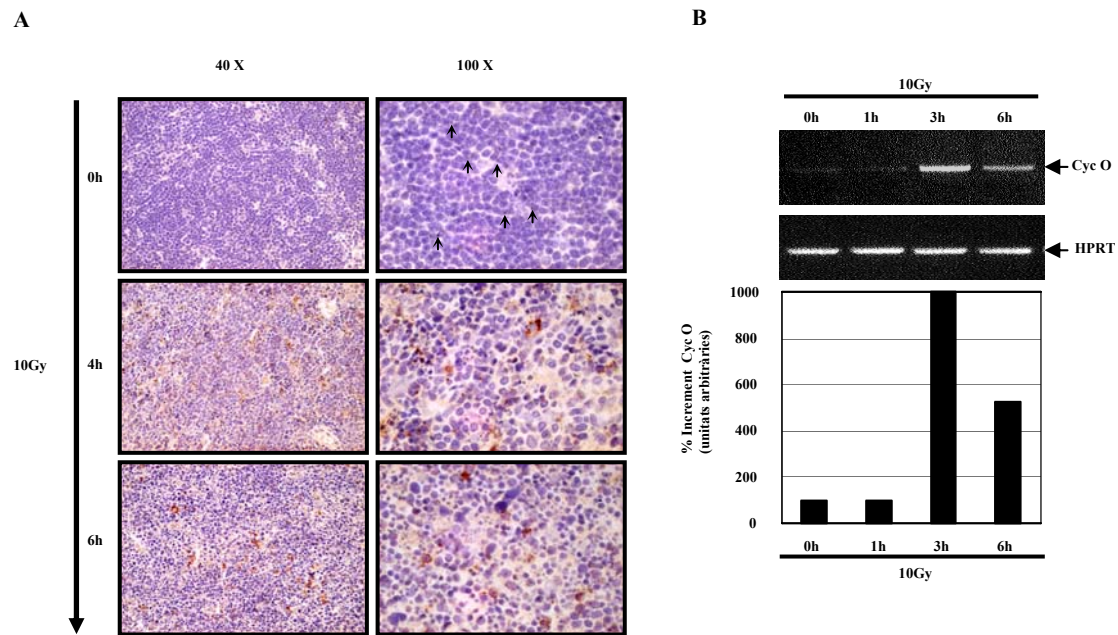 A
40 X
100 X
0h
4h
10Gy
6h
B
10Gy
0h 1h 3h 6h
Cyc O
HPRT
% Increment Cyc O
(unitats arbitràries)
1000
800
600
400
200
0
0h 1h 3h 6h
10Gy